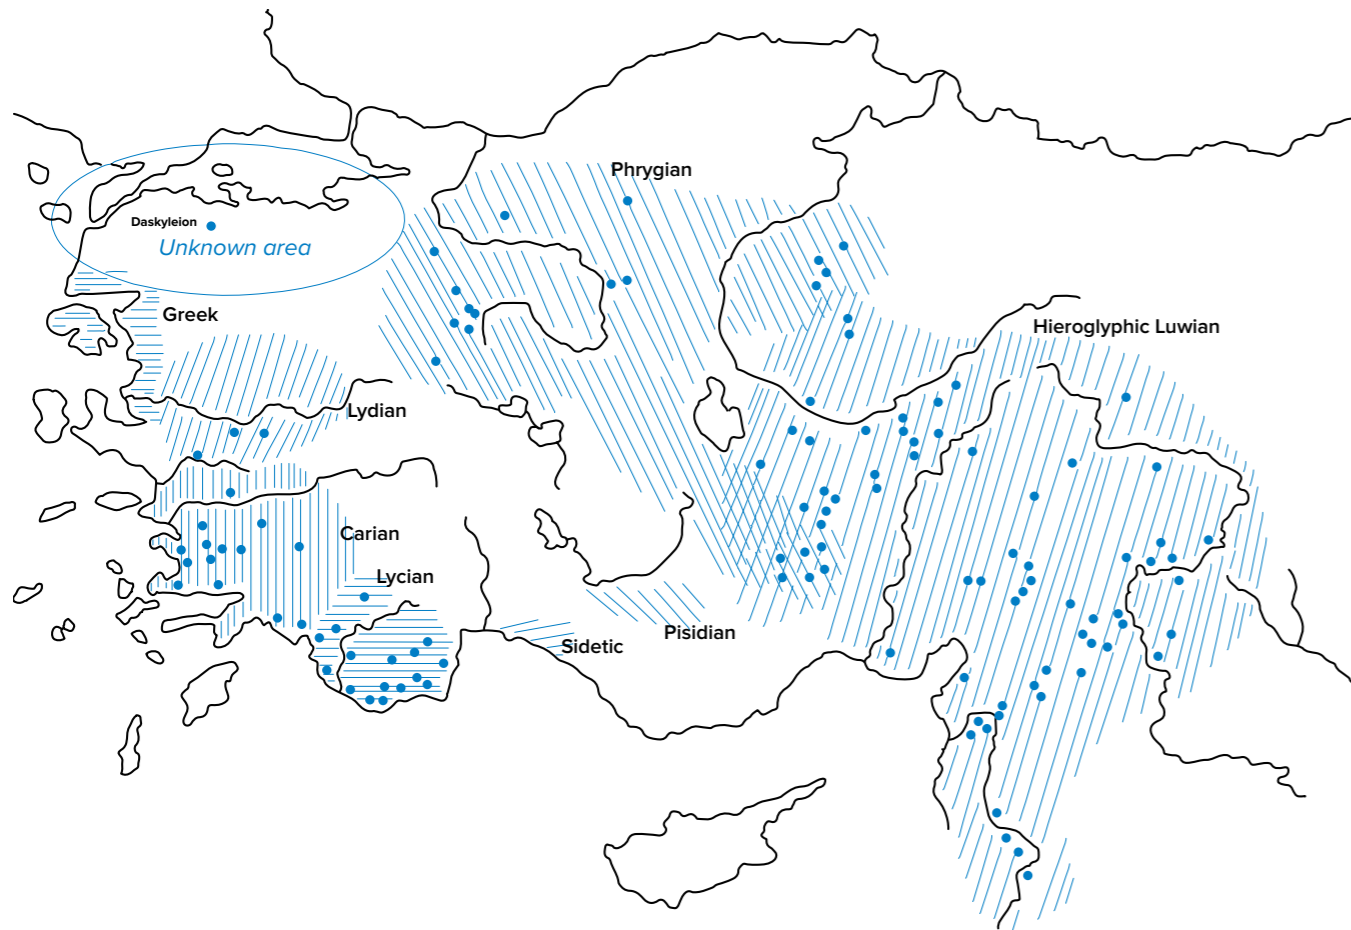 Phrygian
Daskyleion
Unknown area
Greek
Hieroglyphic Luwian
Lydian
Carian
Lycian
Pisidian
Sidetic